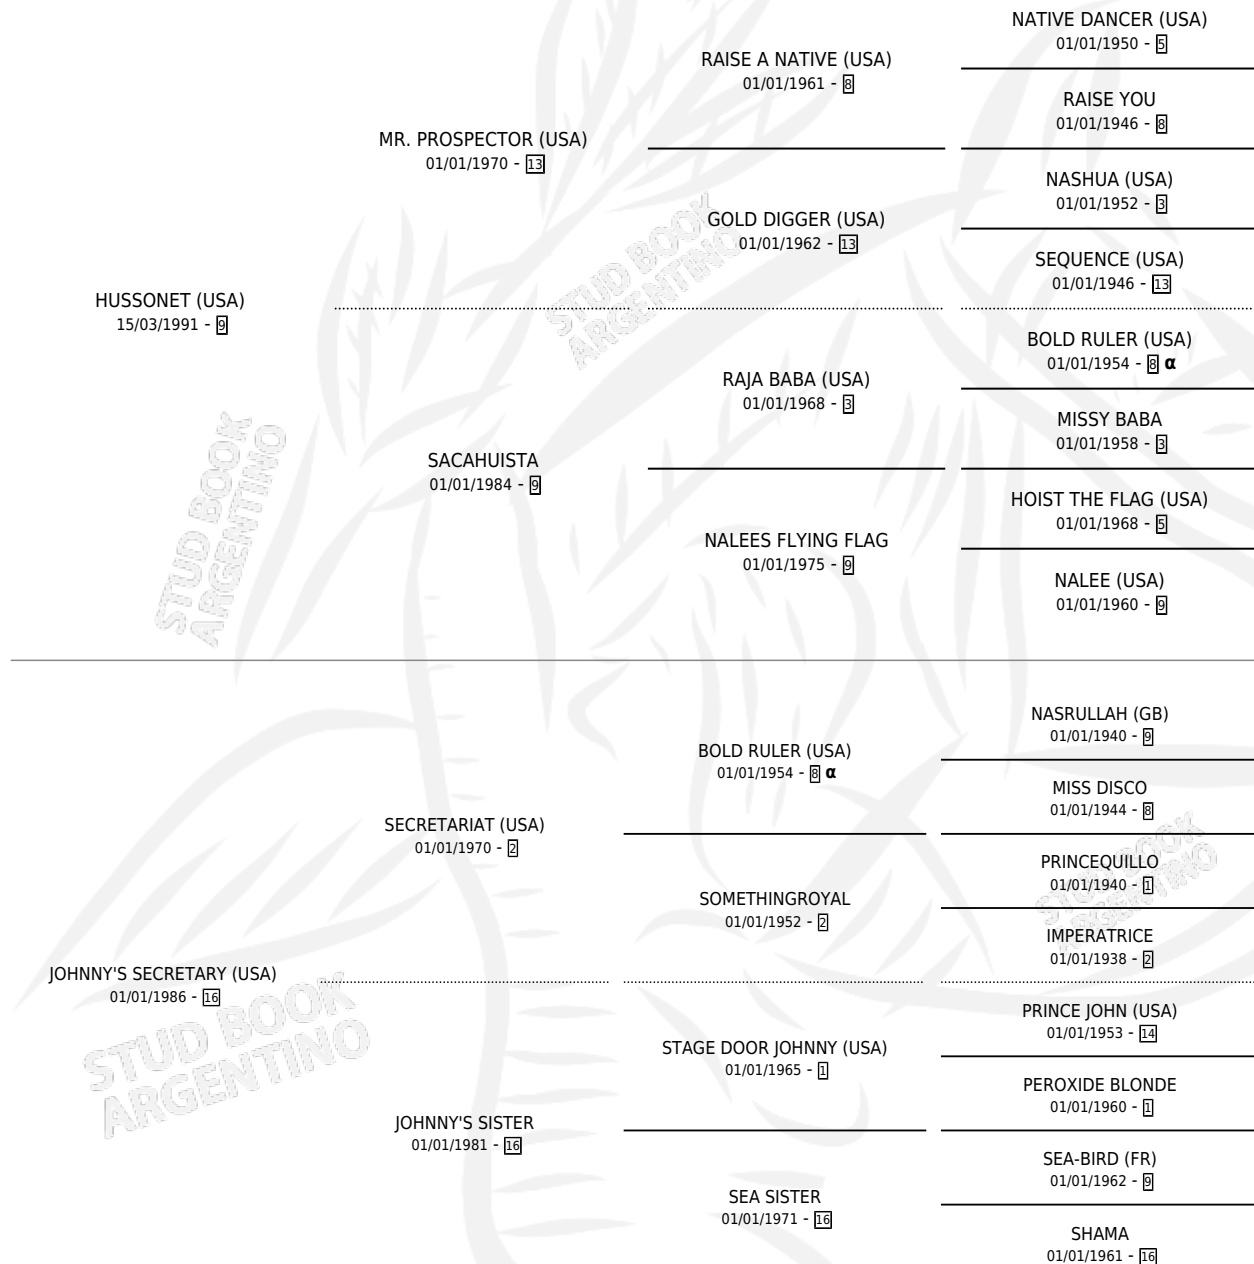 NATIVE DANCER (USA)
01/01/1950 - 5
RAISE A NATIVE (USA)
01/01/1961 - 8
RAISE YOU
01/01/1946 - 8
MR. PROSPECTOR (USA)
01/01/1970 - 13
NASHUA (USA)
01/01/1952 - 3
GOLD DIGGER (USA)
01/01/1962 - 13
SEQUENCE (USA)
01/01/1946 - 13
HUSSONET (USA)
15/03/1991 - 9
STUD BOOK
ARGENTINO
BOLD RULER (USA)
01/01/1954 - 8 α
RAJA BABA (USA)
01/01/1968 - 3
MISSY BABA
01/01/1958 - 3
SACAHUISTA
01/01/1984 - 9
STUD BOOK
ARGENTINO
HOIST THE FLAG (USA)
01/01/1968 - 5
NALEES FLYING FLAG
01/01/1975 - 9
NALEE (USA)
01/01/1960 - 9
NASRULLAH (GB)
01/01/1940 - 9
BOLD RULER (USA)
01/01/1954 - 8 α
MISS DISCO
01/01/1944 - 8
SECRETARIAT (USA)
01/01/1970 - 2
PRINCEQUILLO
01/01/1940 - 1
STUD BOOK
ARGENTINO
SOMETHINGROYAL
01/01/1952 - 2
IMPERATRICE
01/01/1938 - 2
JOHNNY'S SECRETARY (USA)
01/01/1986 - 16
STUD BOOK
ARGENTINO
PRINCE JOHN (USA)
01/01/1953 - 14
STAGE DOOR JOHNNY (USA)
01/01/1965 - 1
PEROXIDE BLONDE
01/01/1960 - 1
JOHNNY'S SISTER
01/01/1981 - 16
SEA-BIRD (FR)
01/01/1962 - 9
SEA SISTER
01/01/1971 - 16
SHAMA
01/01/1961 - 16